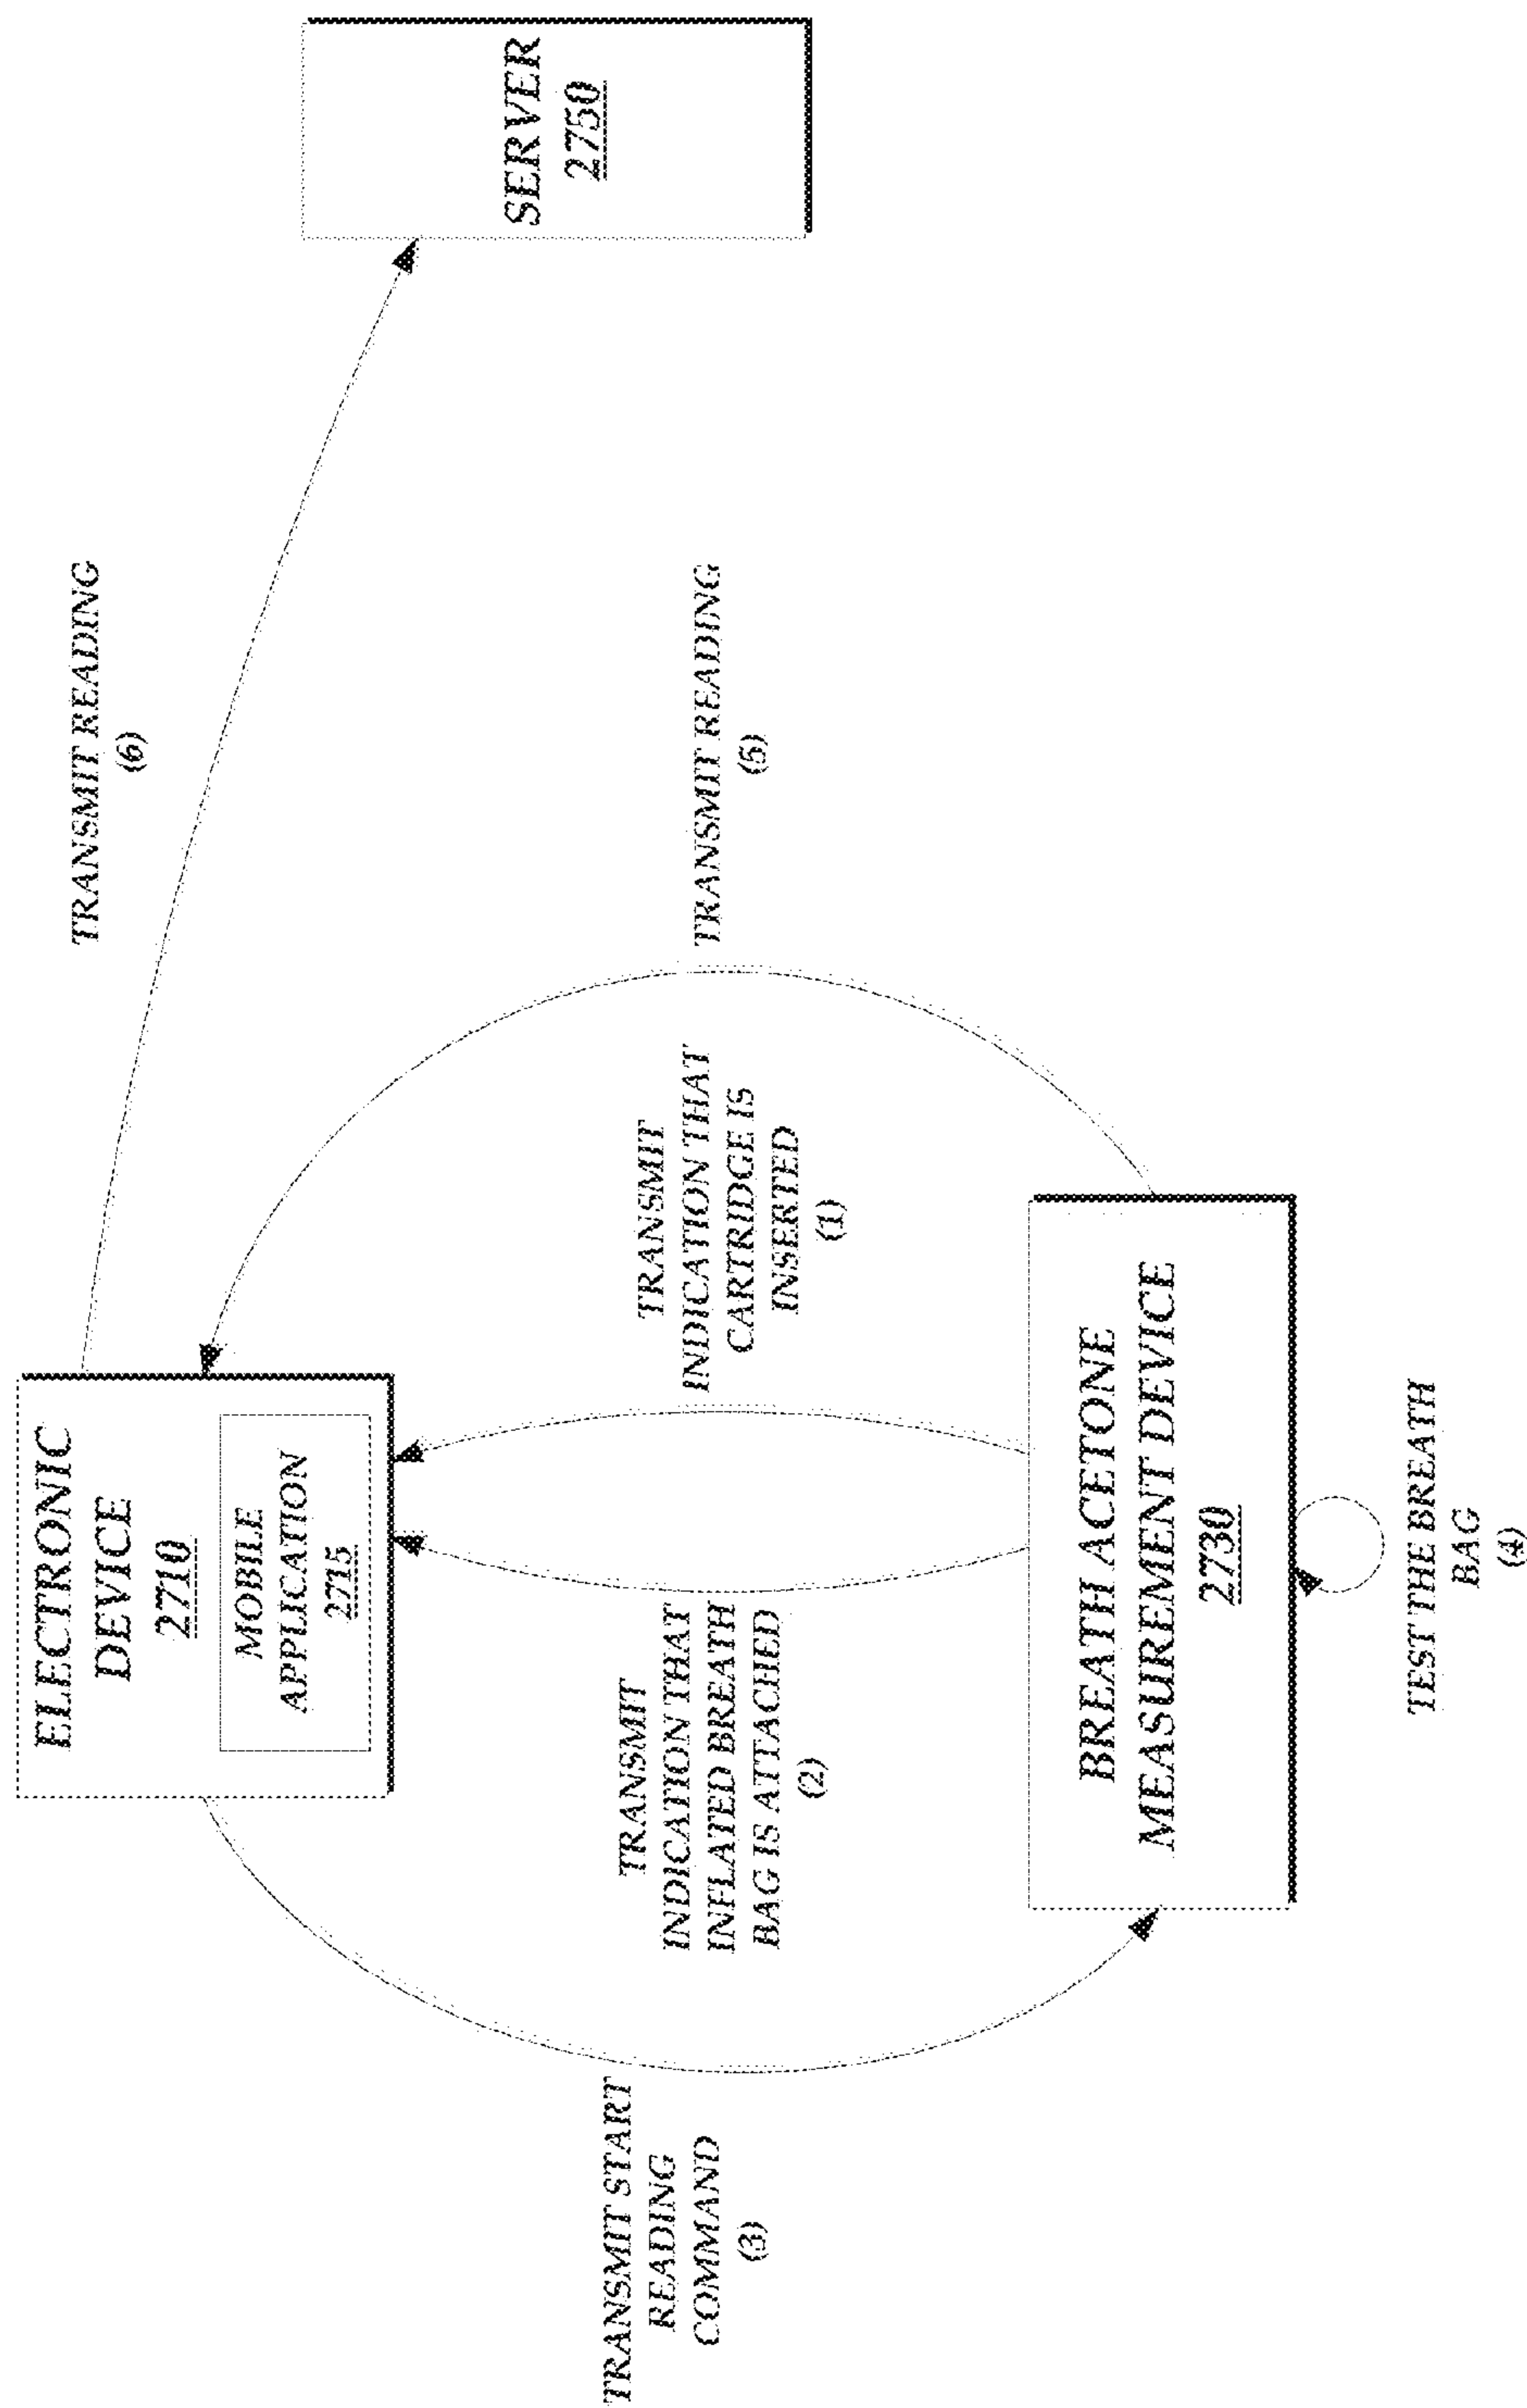 ELECTRONIC
DEVICE
2710
MOBILE
APPLICATION
2715
TRANSMIT READING
(6)
SERVER
2750
TRANSMIT START
READING
COMMAND
(3)
TRANSMIT
INDICATION THAT
INFLATED BREATH
BAG IS ATTACHED
(2)
TRANSMIT
INDICATION THAT
CARTRIDGE IS
INSERTED
(1)
TRANSMIT READING
(5)
BREATH ACETONE
MEASUREMENT DEVICE
2730
TEST THE BREATH
BAG
(4)